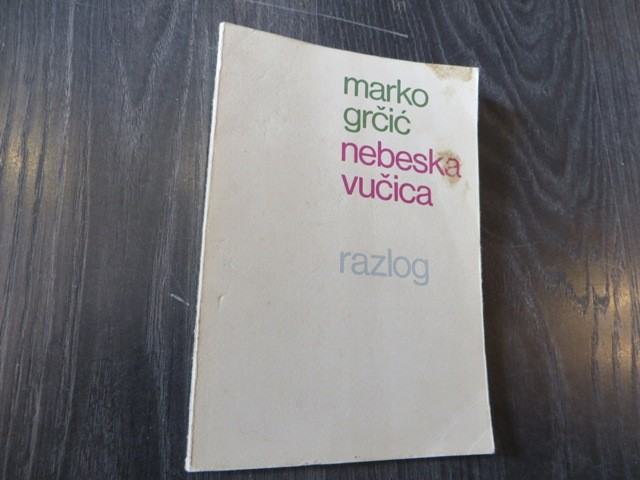 marko
grčić
nebeska
vučica
razlog